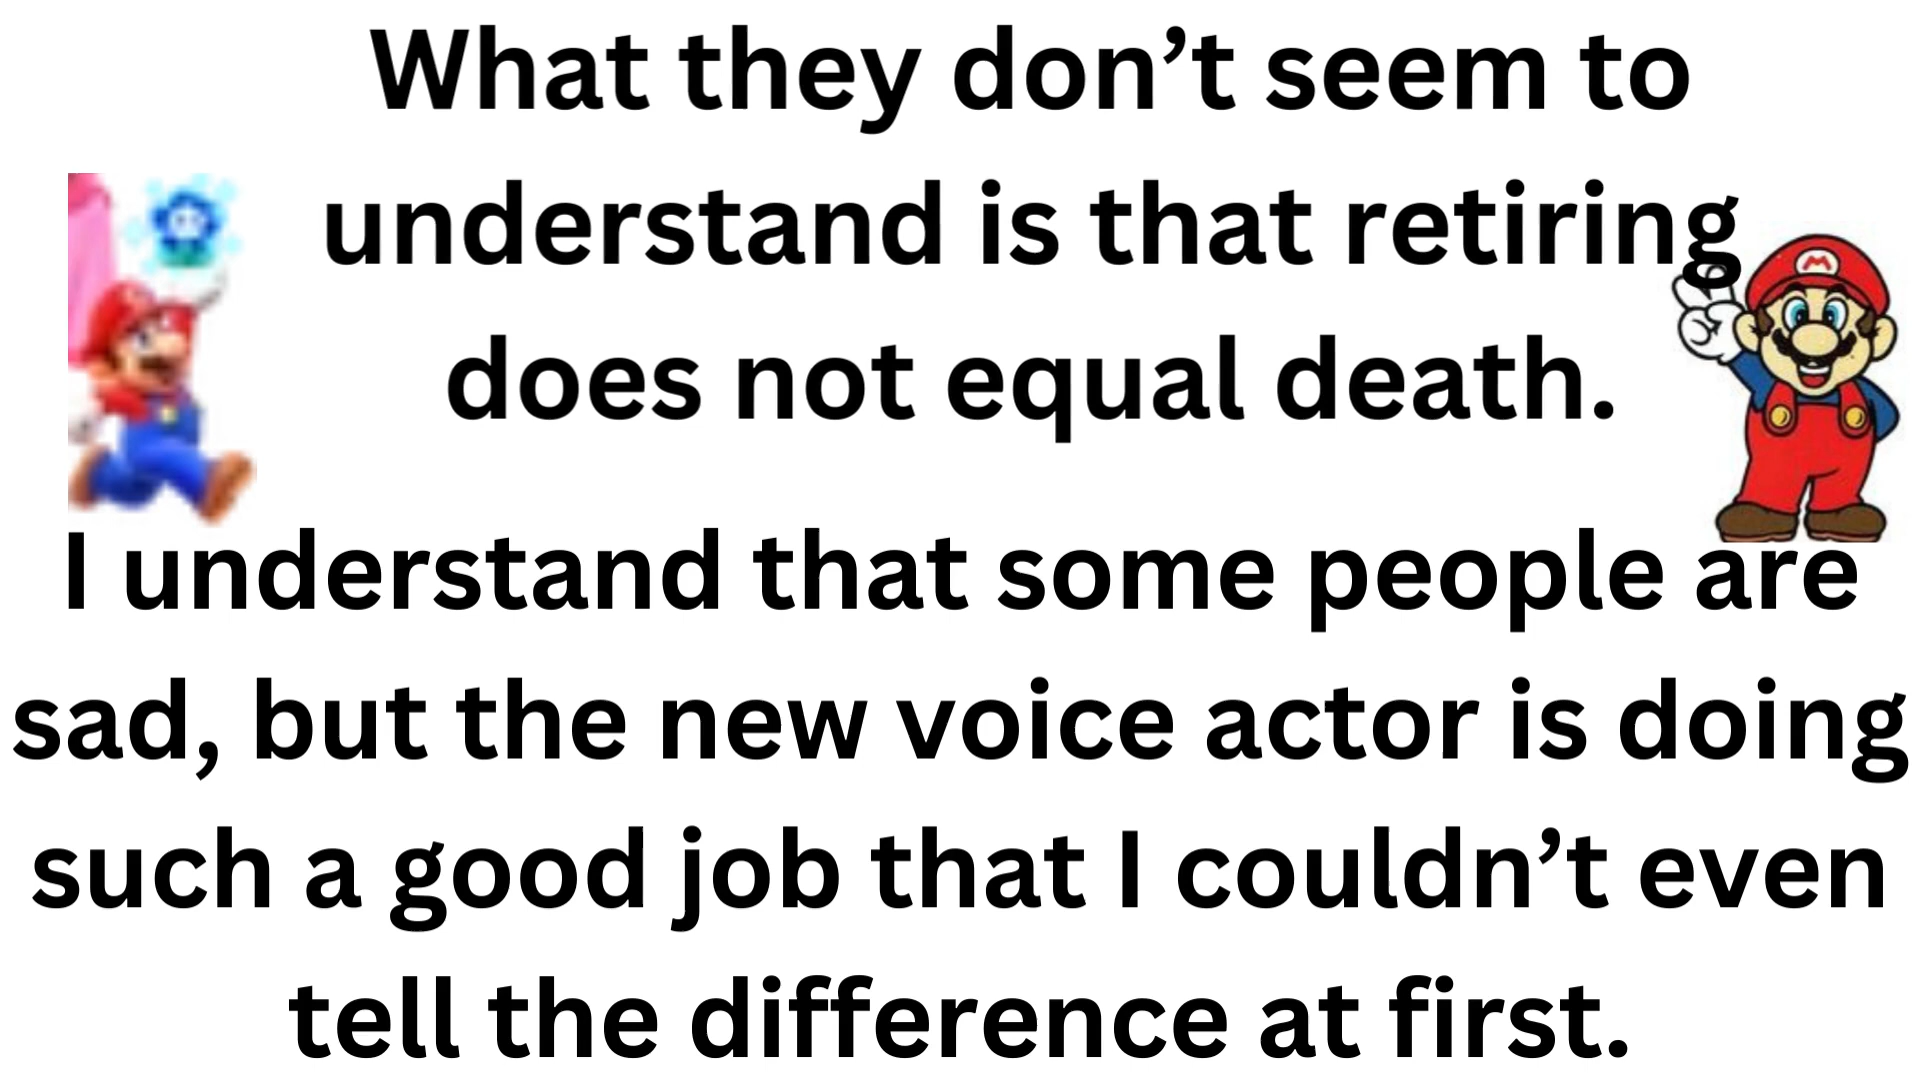 What they don’t seem to
understand is that retiring
does not equal death.
I understand that some people are
sad, but the new voice actor is doing
such a good job that I couldn’t even
tell the difference at first.